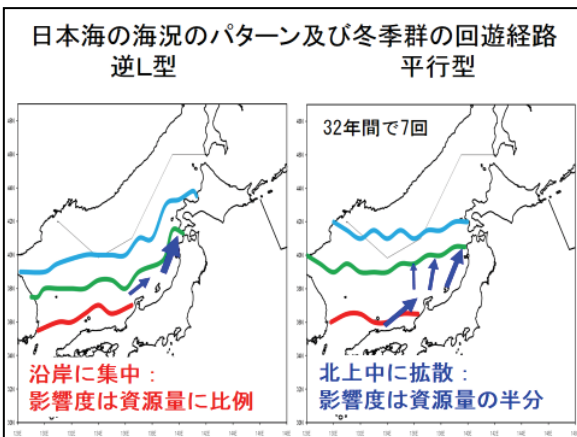 日本海の海況のパターン及び冬季群の回遊経路
逆L型
平行型
32年間で7回
沿岸に集中：
影響度は資源量に比例
北上中に拡散：
影響度は資源量の半分